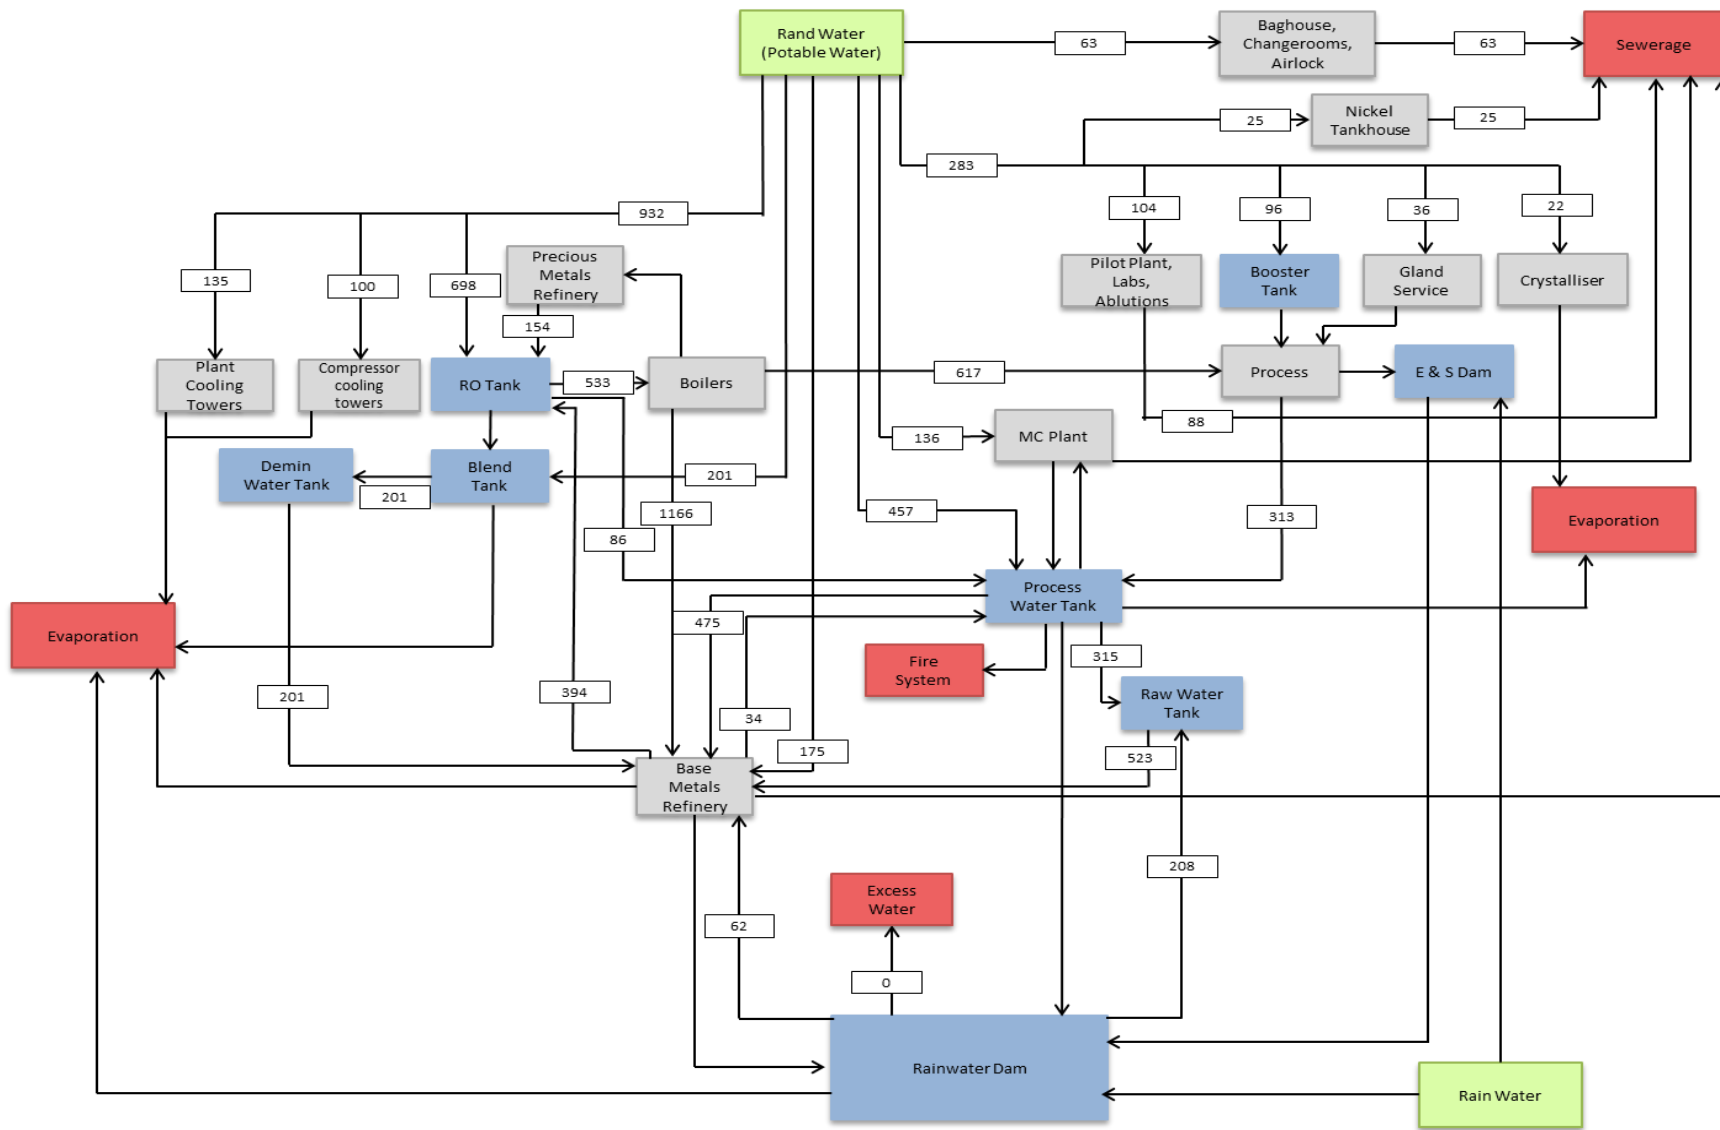 Rand Water
(Potable Water)
63
Baghouse,
Changerooms,
Airlock
63
Sewerage
25
Nickel
Tankhouse
25
283
932
104
96
36
22
135
100
698
Precious
Metals
Refinery
154
Pilot Plant,
Labs,
Ablutions
Booster
Tank
Gland
Service
Crystalliser
Plant
Cooling
Towers
Compressor
cooling
towers
RO Tank
533
Boilers
617
Process
E & S Dam
88
136
MC Plant
Demin
Water Tank
201
Blend
Tank
201
1166
457
313
Evaporation
86
Process
Water Tank
Evaporation
475
Fire
System
315
201
394
34
Raw Water
Tank
175
523
Base
Metals
Refinery
208
Excess
Water
62
0
Rainwater Dam
Rain Water